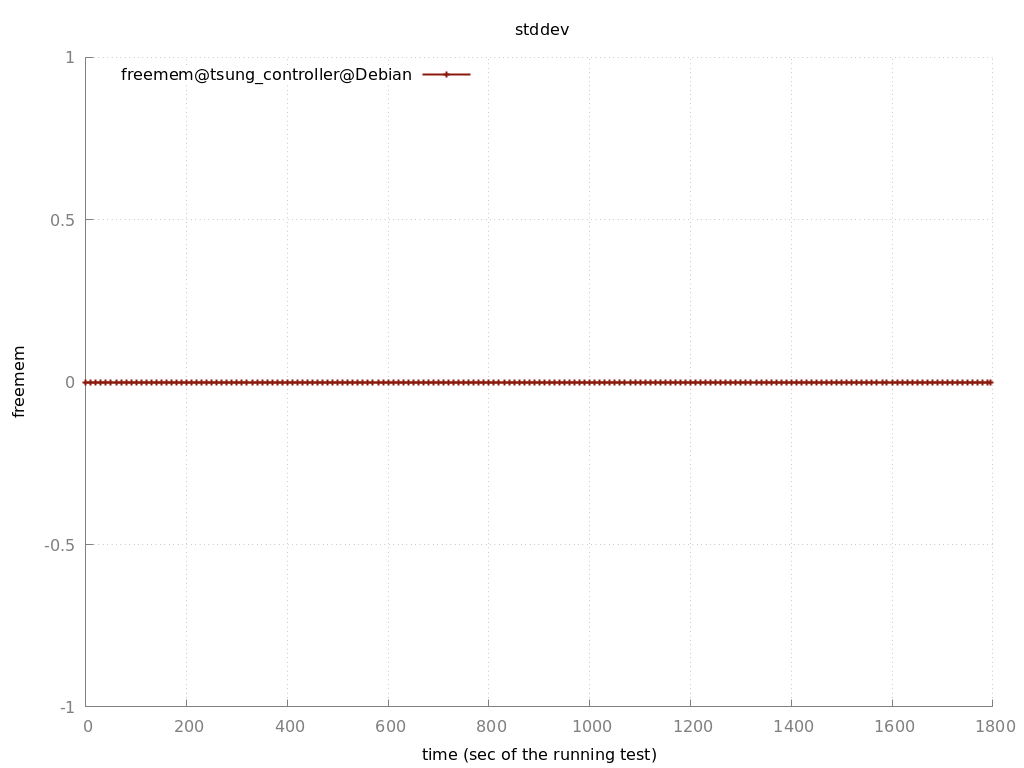 stddev
1
freemem@tsung_controller@Debian
0.5
freemem
0
-0.5
-1
0 200 400 600 800 1000 1200 1400 1600 1800
time (sec of the running test)